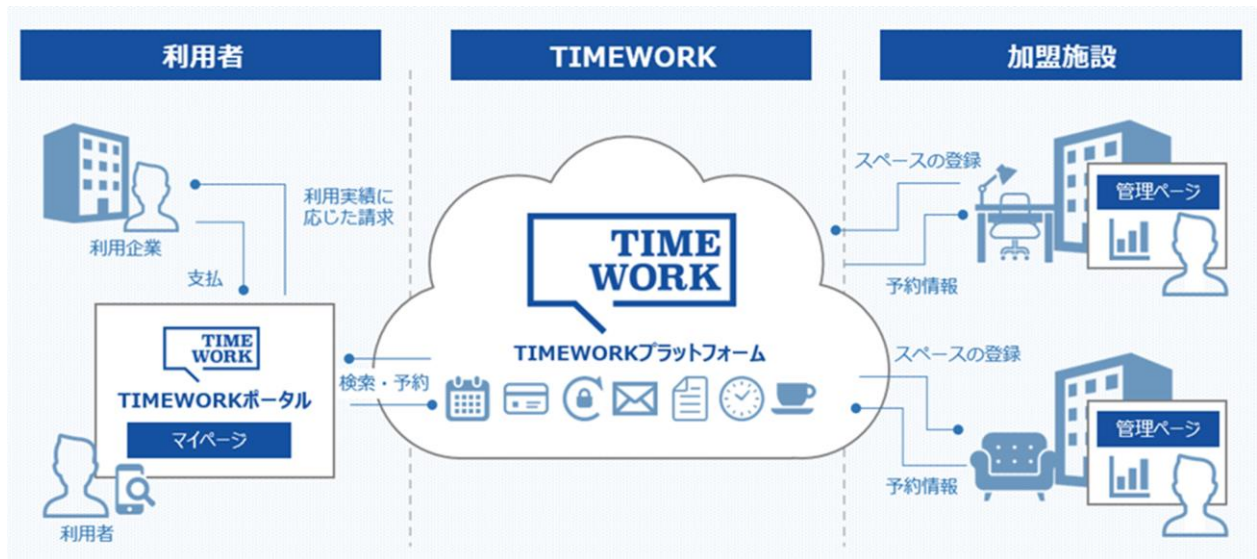 利用者
TIMEWORK
加盟施設
利用企業
利用実績に
応じた請求
支払
TIME
WORK
TIMEWORKポータル
マイページ
利用者
検索・予約
TIME
WORK
TIMEWORKプラットフォーム
スペースの登録
予約情報
管理ページ
スペースの登録
予約情報
管理ページ